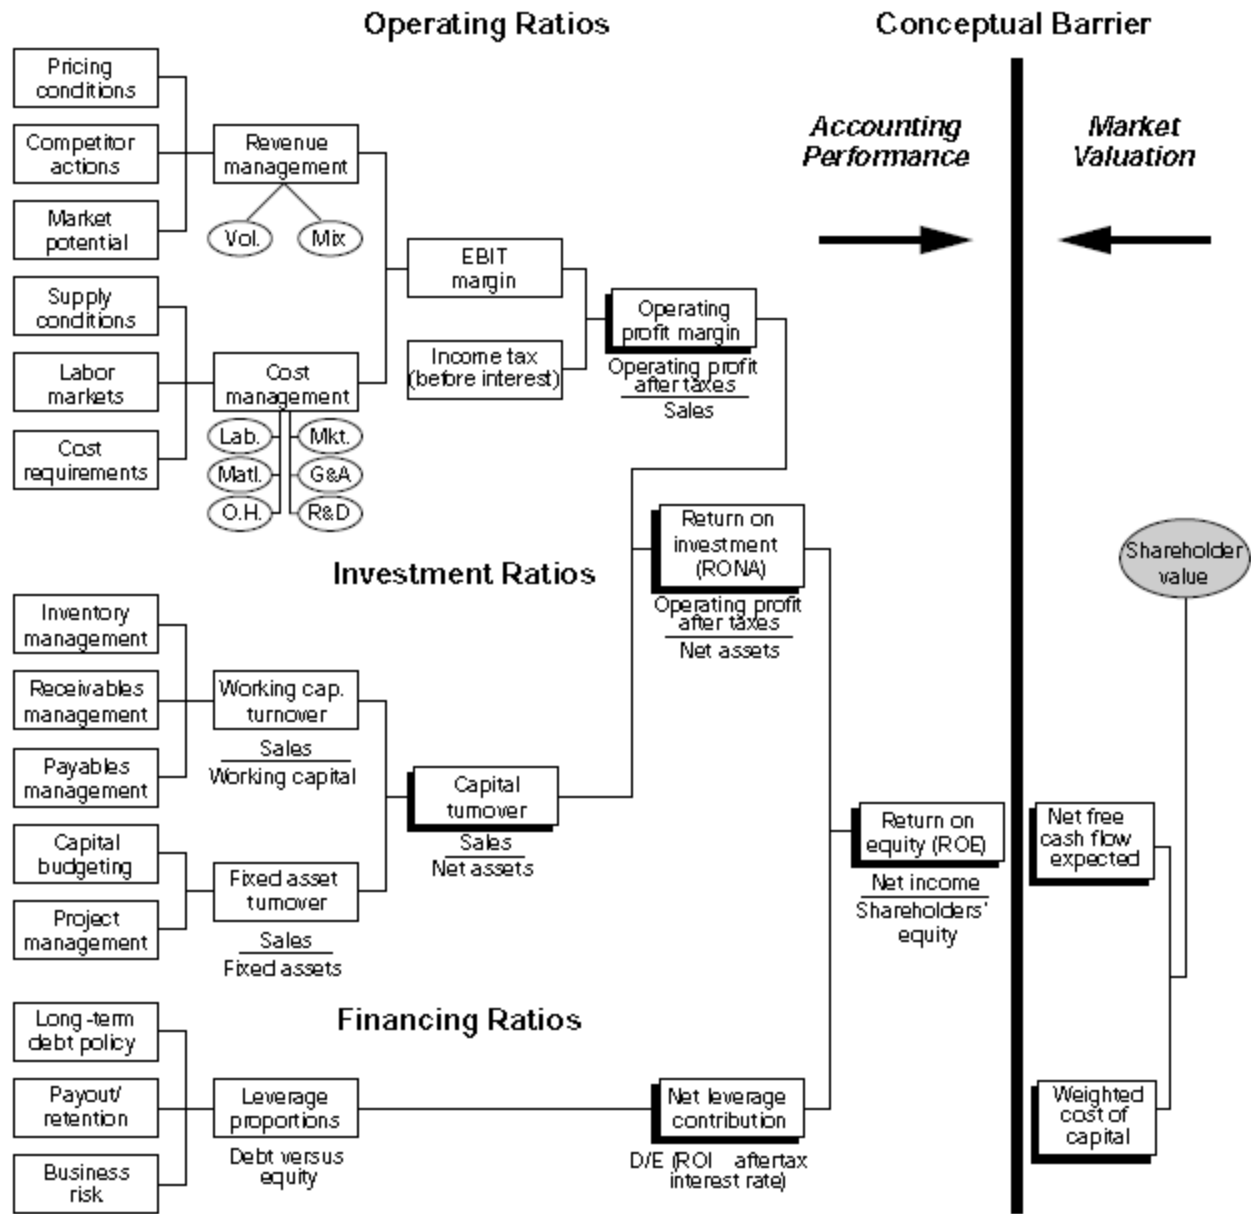 Operating Ratios
Conceptual Barrier
Pricing
conditions
Competitor
actions
Market
potential
Revenue
management
Vol.
Mix
Supply
conditions
Labor
markets
Cost
requirements
Cost
management
Lab.
Mkt.
Matl.
G&A
O.H.
R&D
EBIT
margin
Income tax
(before interest)
Operating
profit margin
Operating profit
after taxes
Sales
Accounting
Performance
Market
Valuation
Investment Ratios
Inventory
management
Receivables
management
Payables
management
Working cap.
turnover
Sales
Working capital
Capital
budgeting
Project
management
Fixed asset
turnover
Sales
Fixed assets
Capital
turnover
Sales
Net assets
Return on
investment
(RONA)
Operating profit
after taxes
Net assets
Return on
equity (ROE)
Net income
Shareholders'
equity
Shareholder
value
Net free
cash flow
expected
Weighted
cost of
capital
Financing Ratios
Long-term
debt policy
Payout/
retention
Business
risk
Leverage
proportions
Debt versus
equity
Net leverage
contribution
D/E (ROI aftertax
interest rate)